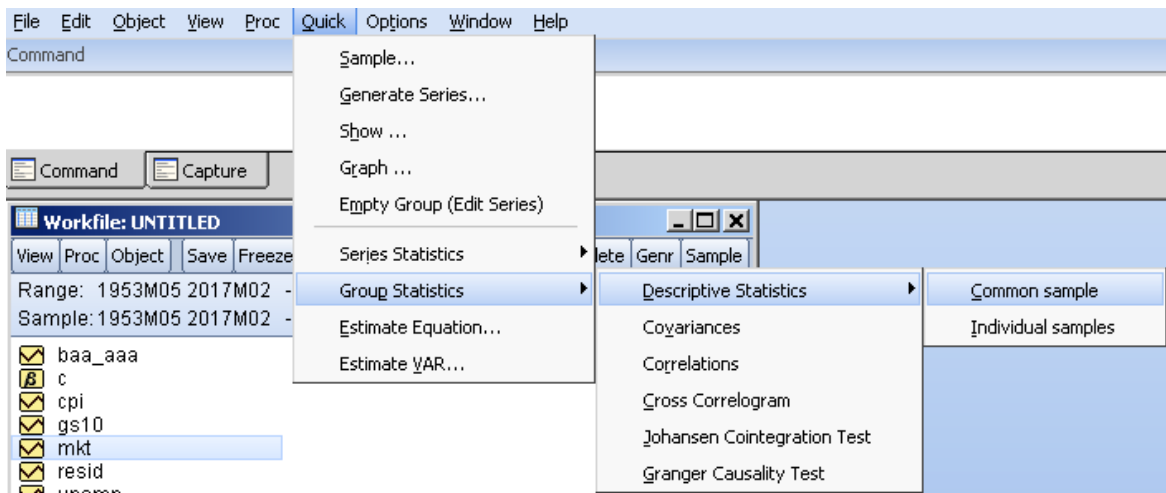 File Edit Object View Proc Quick Options Window Help
Command
Sample...
Generate Series...
Show ...
Graph ...
Empty Group (Edit Series)
Series Statistics
Group Statistics
Estimate Equation...
Estimate VAR...
Command Capture
Workfile: UNTITLED
View Proc Object Save Freeze lete Genr Sample
Range: 1953M05 2017M02 -
Sample: 1953M05 2017M02 -
baa_aaa
β c
cpi
gs10
mkt
resid
Descriptive Statistics
Covariances
Correlations
Cross Correlogram
Johansen Cointegration Test
Granger Causality Test
Common sample
Individual samples